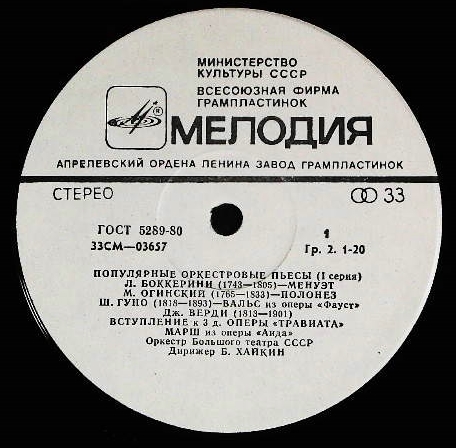 МИНИСТЕРСТВО
КУЛЬТУРЫ СССР
ВСЕСОЮЗНАЯ ФИРМА
ГРАМПЛАСТИНОК
МЕЛОДИЯ
АПРЕЛЕВСКИЙ ОРДЕНА ЛЕНИНА ЗАВОД ГРАМПЛАСТИНОК
СТЕРЕО 33
ГОСТ 5289-80 1
33СМ—03657 Гр. 2. 1-20
ПОПУЛЯРНЫЕ ОРКЕСТРОВЫЕ ПЬЕСЫ (I серия)
Л. БОККЕРИНИ (1743—1805)—МЕНУЭТ
М. ОГИНСКИЙ (1765—1833)—ПОЛОНЕЗ
Ш. ГУНО (1818—1893)—ВАЛЬС из оперы «Фауст»
ДЖ. ВЕРДИ (1813—1901)
ВСТУПЛЕНИЕ к 3 д. ОПЕРЫ «ТРАВИАТА»
МАРШ из оперы «Аида»
Оркестр Большого театра СССР
Дирижер Б. ХАЙКИН